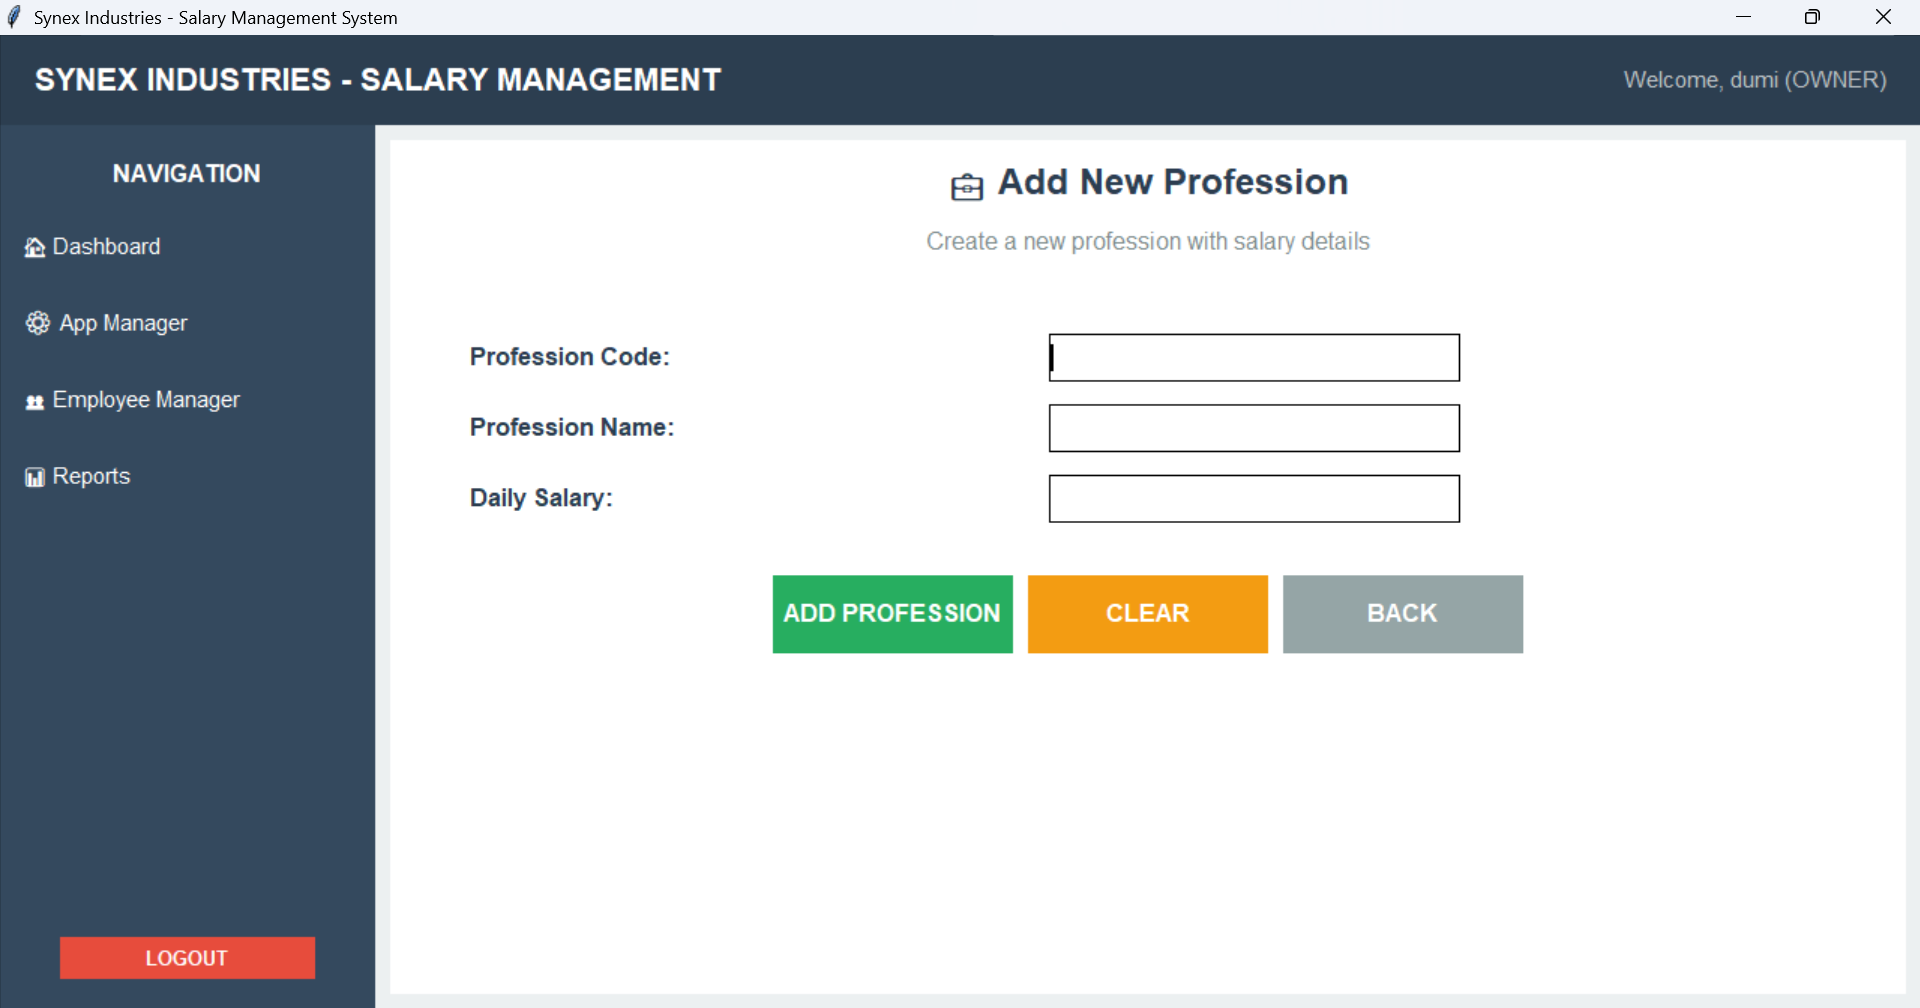 Synex Industries - Salary Management System
SYNEX INDUSTRIES - SALARY MANAGEMENT
Welcome, dumi (OWNER)
NAVIGATION
Dashboard
App Manager
Employee Manager
Reports
LOGOUT
Add New Profession
Create a new profession with salary details
Profession Code:
Profession Name:
Daily Salary:
ADD PROFESSION
CLEAR
BACK